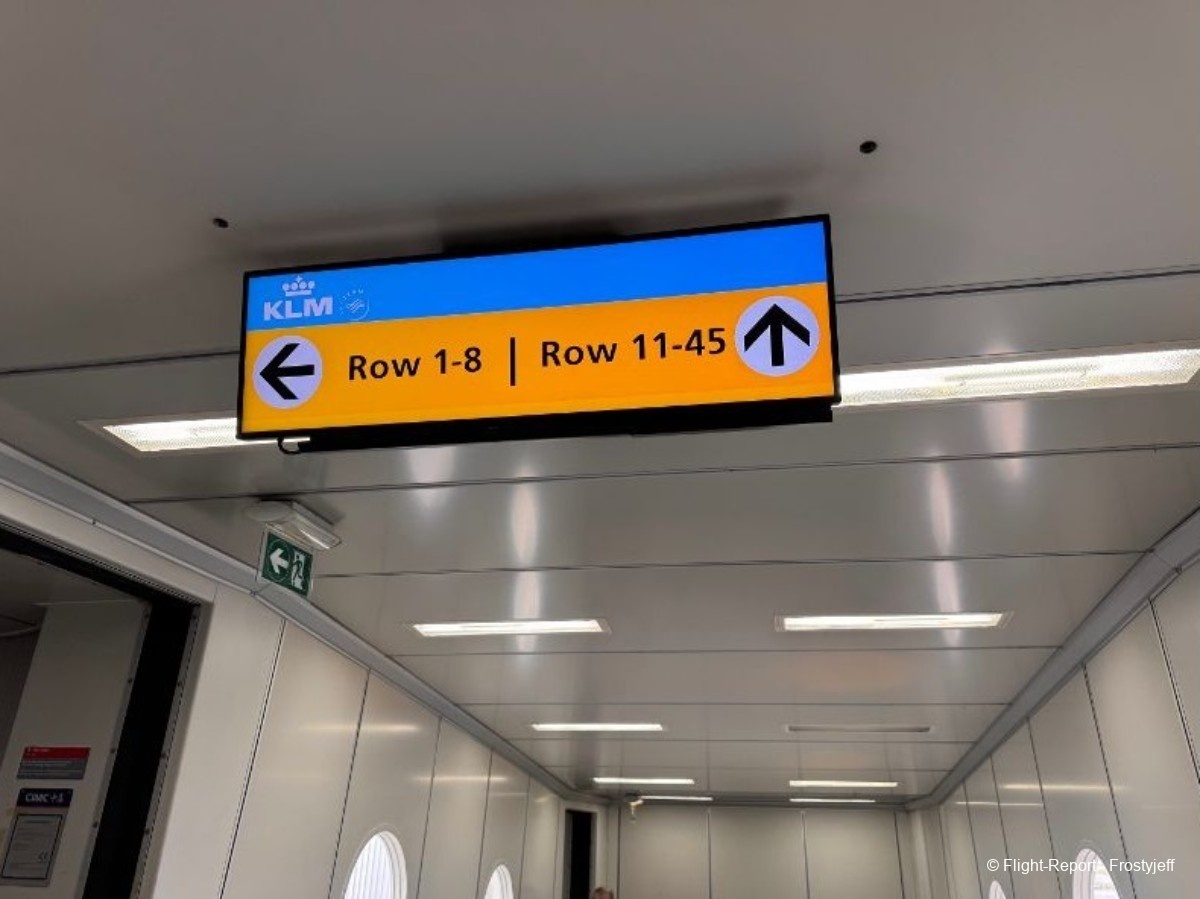 KLM
Row 1-8 | Row 11-45
CIMC
© Flight-Report - Frostyjeff